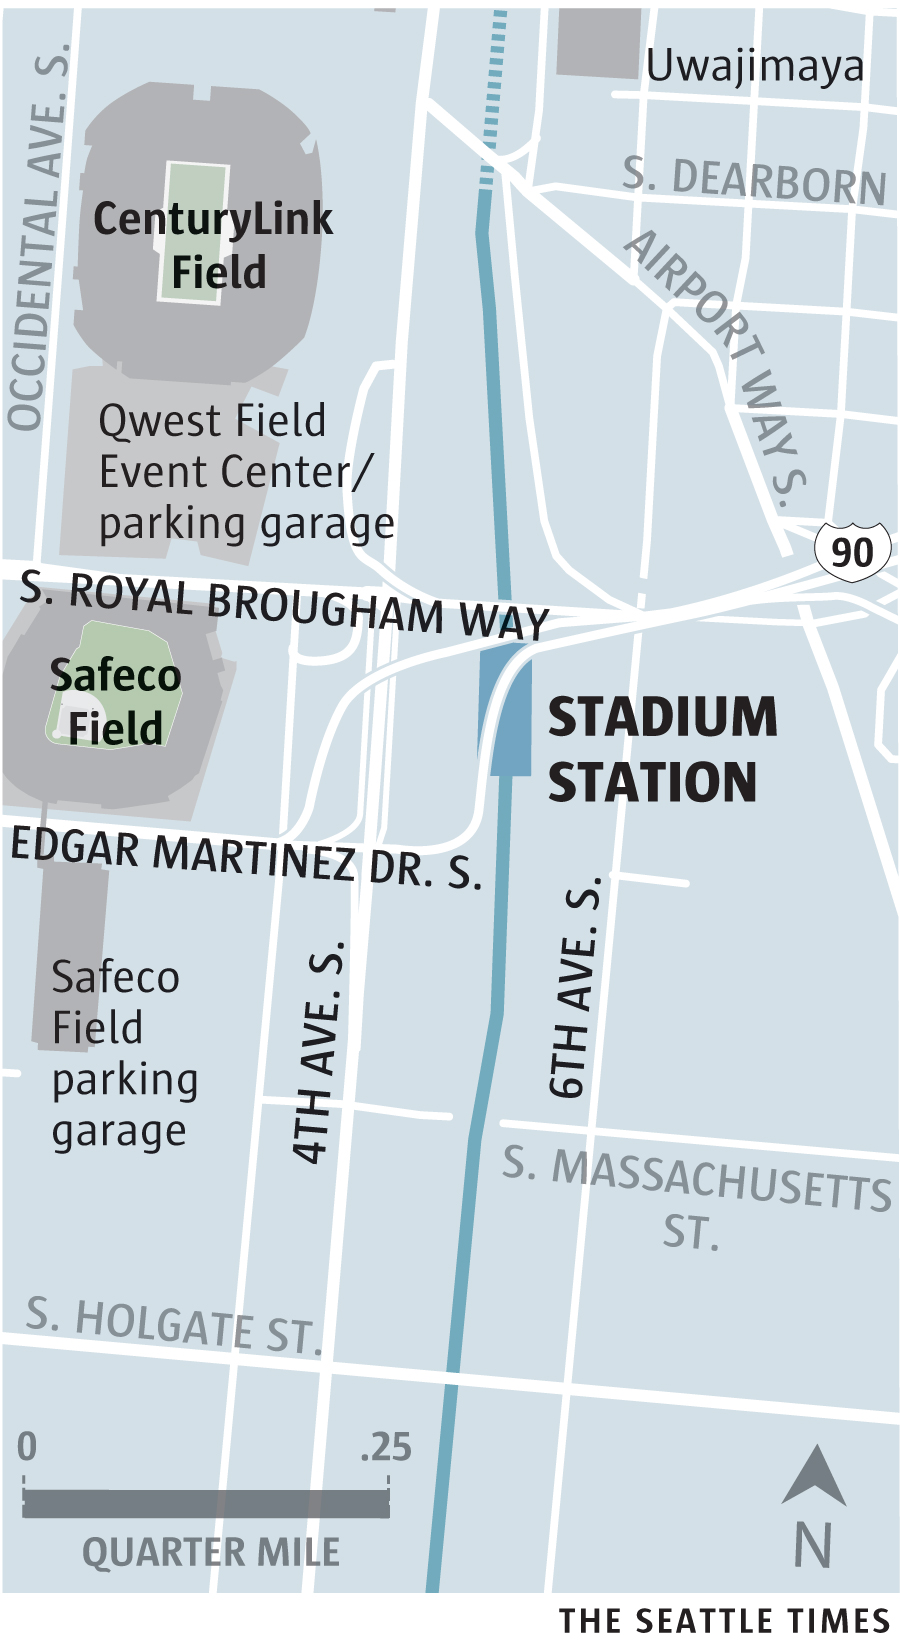 Uwajimaya
OCCIDENTAL AVE. S.
S. DEARBORN
CenturyLink
Field
AIRPORT WAY S.
Qwest Field
Event Center/
parking garage
90
S. ROYAL BROUGHAM WAY
Safeco
Field
STADIUM
STATION
EDGAR MARTINEZ DR. S.
Safeco
Field
parking
garage
4TH AVE. S.
6TH AVE. S.
S. MASSACHUSETTS
ST.
S. HOLGATE ST.
0 .25
QUARTER MILE
N
THE SEATTLE TIMES